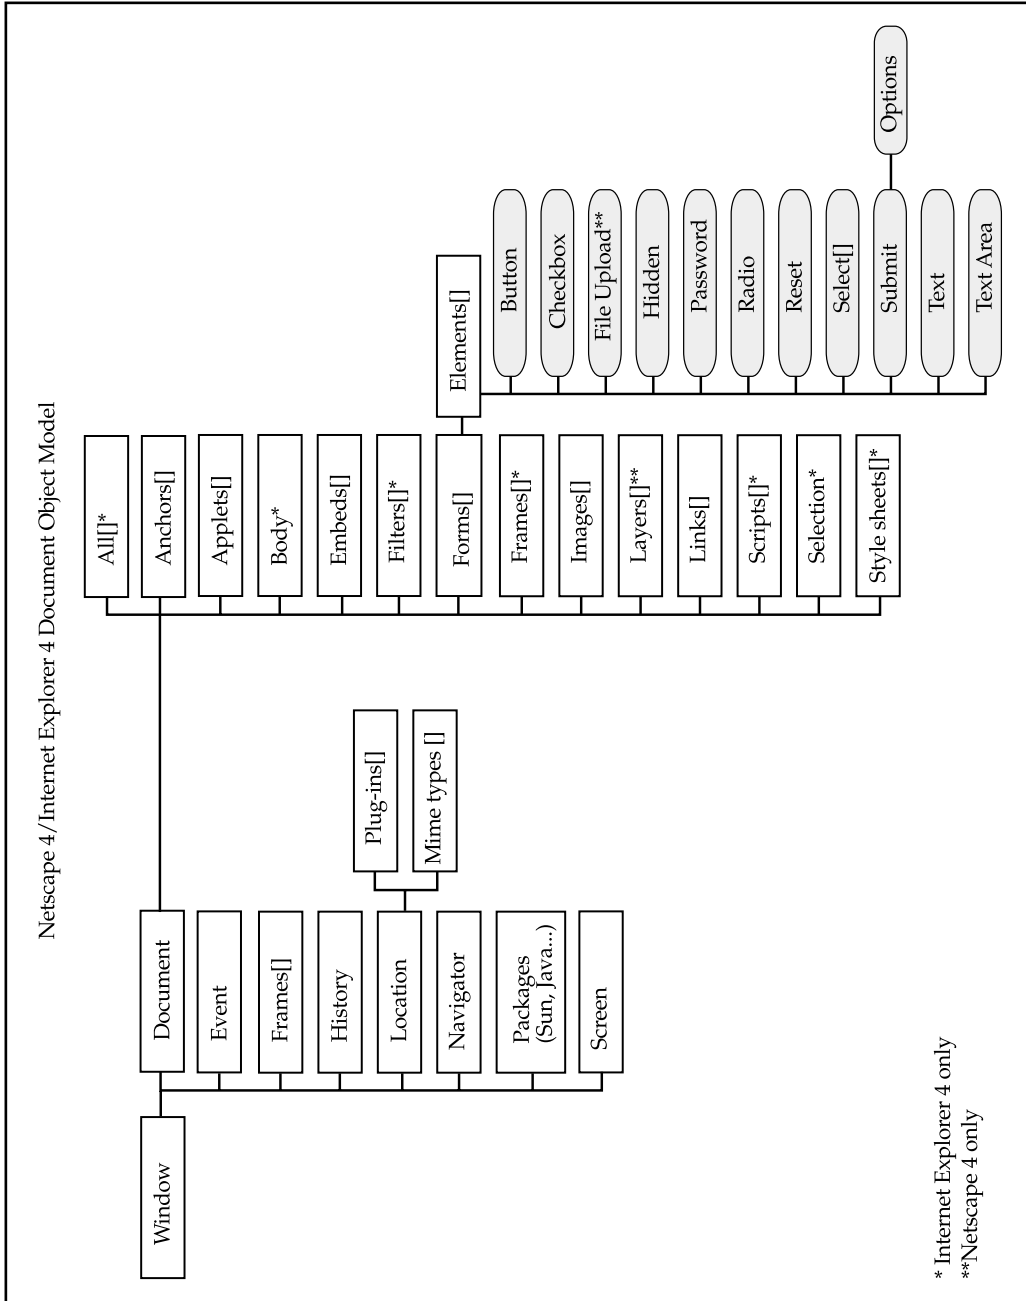 Netscape 4/Internet Explorer 4 Document Object Model
Window
Document
Event
Frames[]
History
Location
Navigator
Packages
(Sun, Java...)
Screen
Plug-ins[]
Mime types []
All[]*
Anchors[]
Applets[]
Body*
Embeds[]
Filters[]*
Forms[]
Frames[]*
Images[]
Layers[]**
Links[]
Scripts[]*
Selection*
Style sheets[]*
Elements[]
Button
Checkbox
File Upload**
Hidden
Password
Radio
Reset
Select[]
Submit
Text
Text Area
Options
* Internet Explorer 4 only
**Netscape 4 only